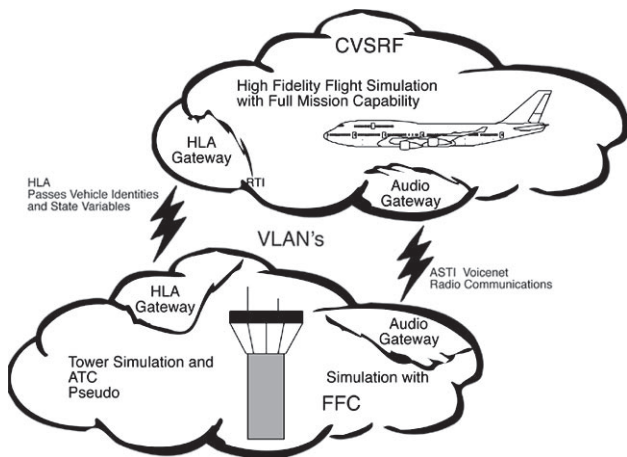 CVSRF
High Fidelity Flight Simulation
with Full Mission Capability
HLA
Gateway
RTI
Audio
Gateway
HLA
Passes Vehicle Identities
and State Variables
VLAN's
ASTI Voicenet
Radio Communications
HLA
Gateway
Audio
Gateway
Tower Simulation and
ATC
Pseudo
Simulation with
FFC